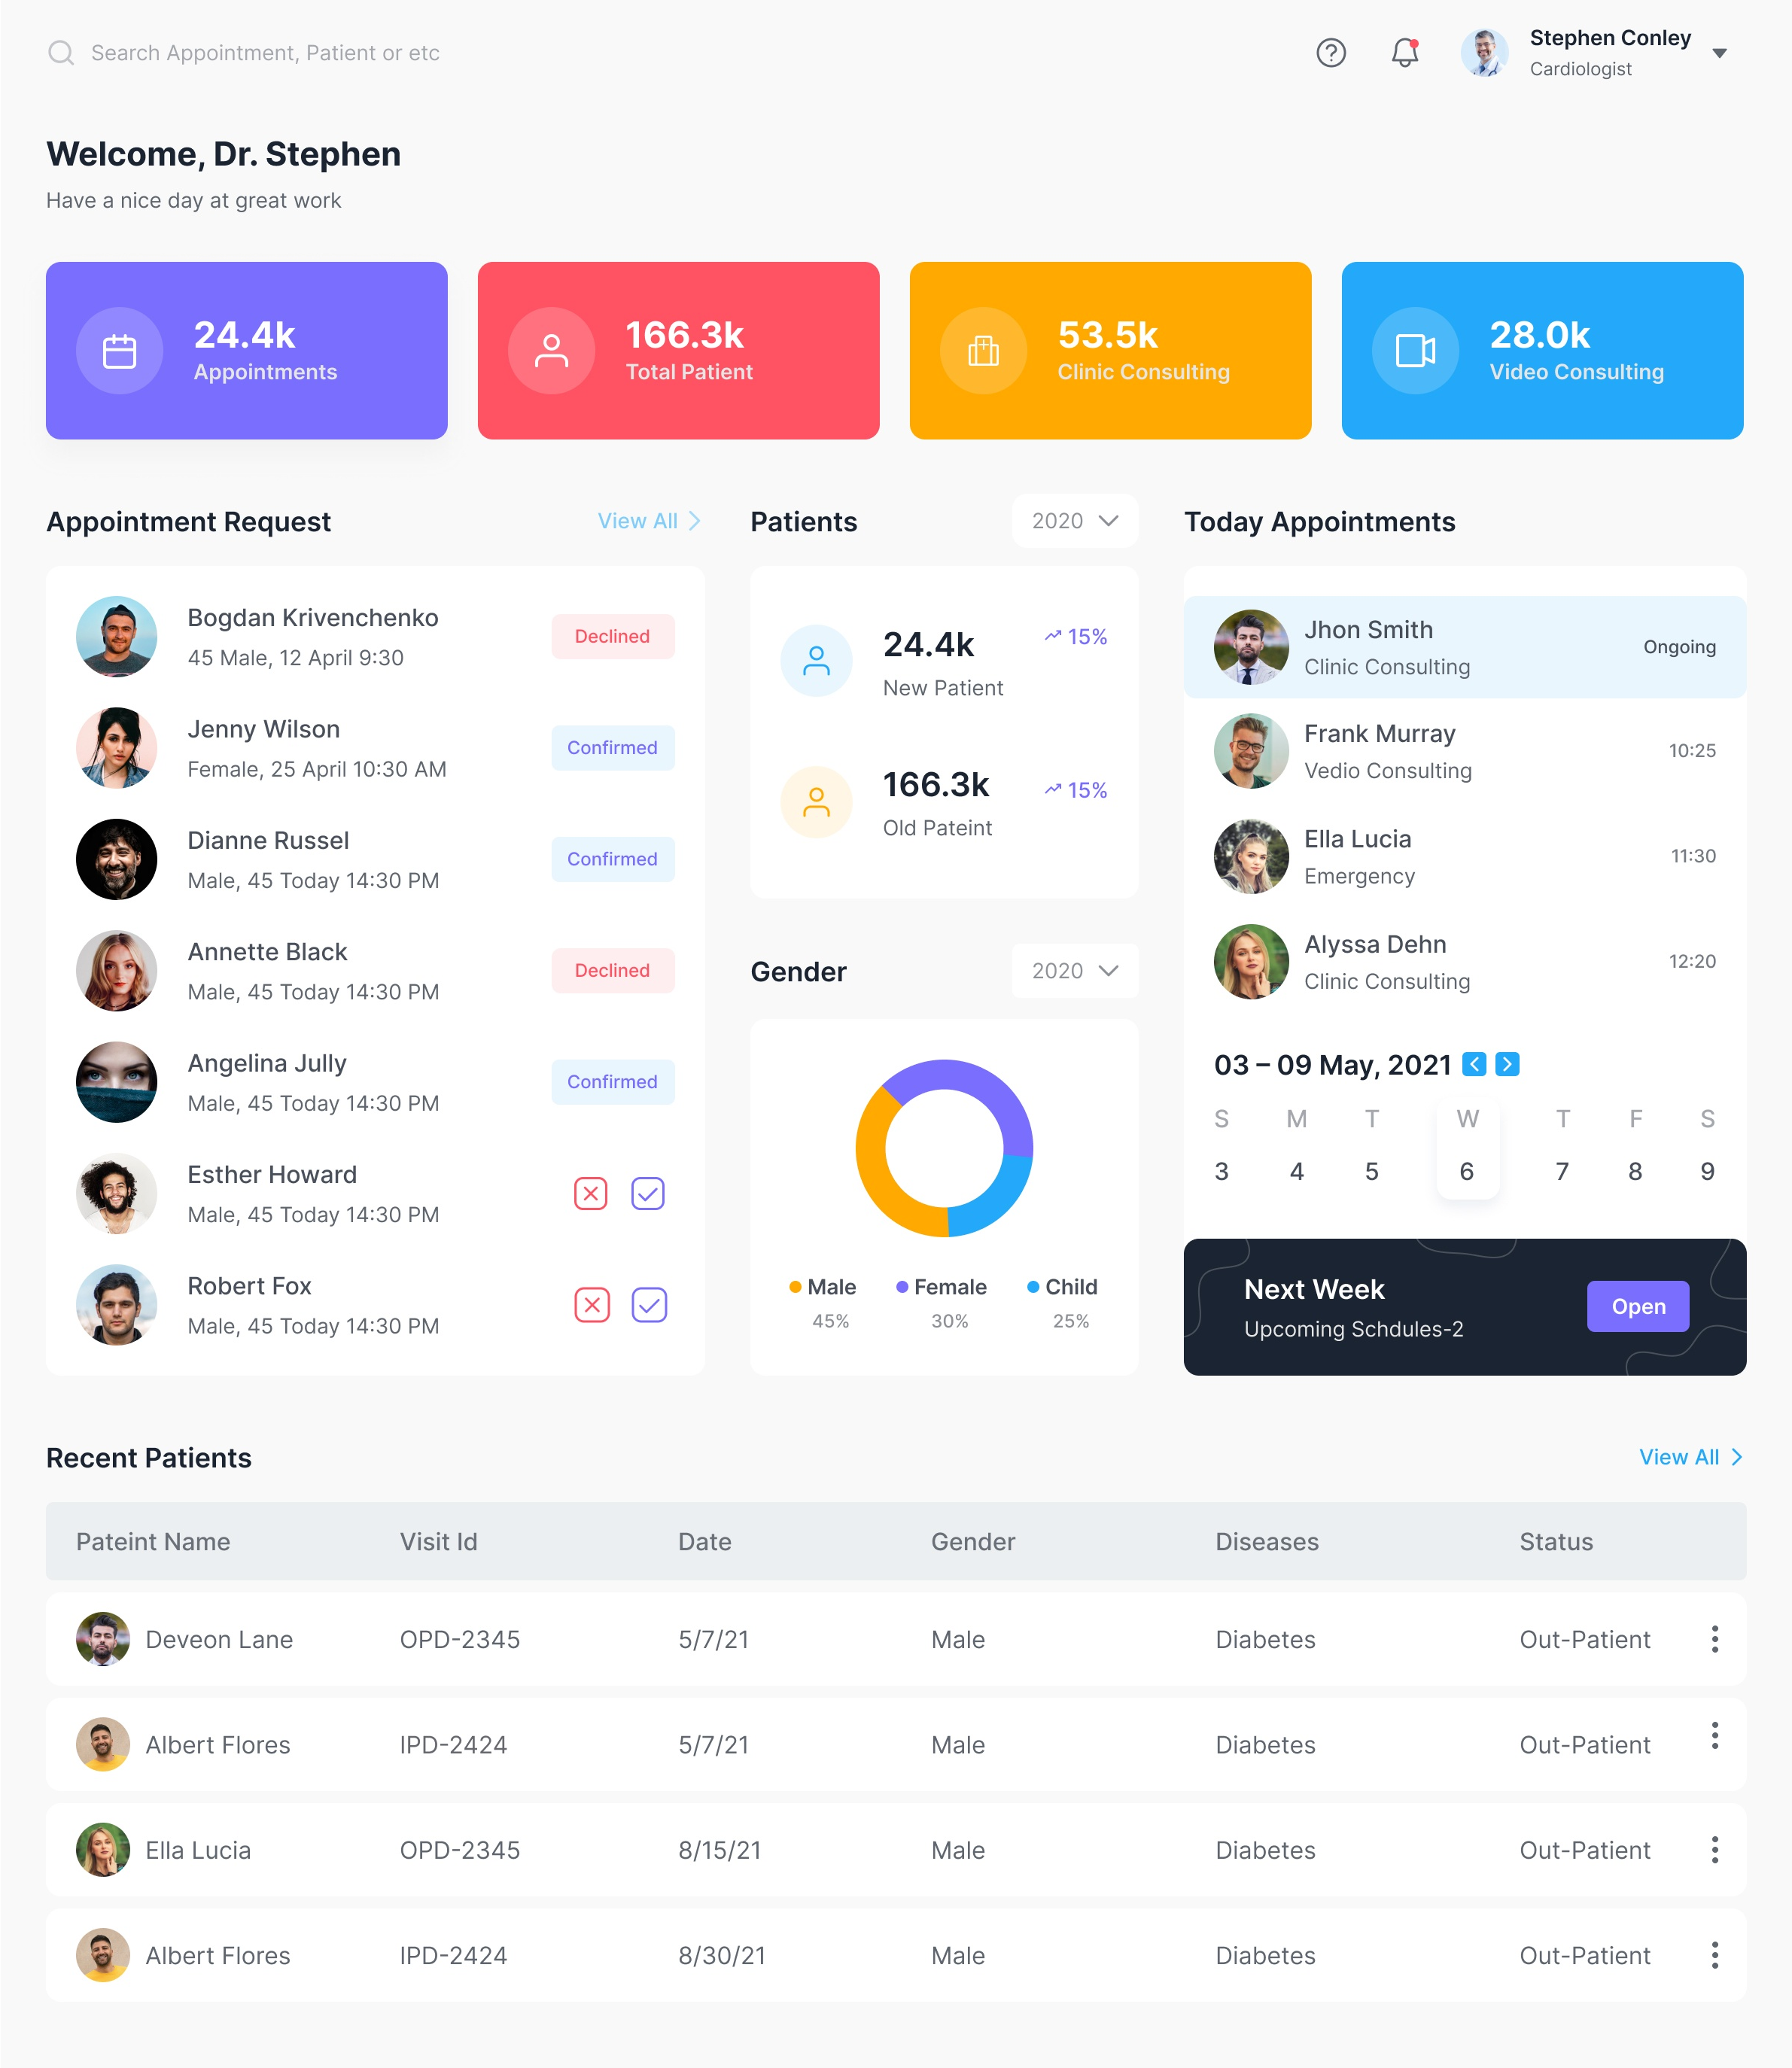 Search Appointment, Patient or etc
Stephen Conley
Cardiologist
Welcome, Dr. Stephen
Have a nice day at great work
24.4k
Appointments
166.3k
Total Patient
53.5k
Clinic Consulting
28.0k
Video Consulting
Appointment Request
View All
Bogdan Krivenchenko
45 Male, 12 April 9:30
Declined
Jenny Wilson
Female, 25 April 10:30 AM
Confirmed
Dianne Russel
Male, 45 Today 14:30 PM
Confirmed
Annette Black
Male, 45 Today 14:30 PM
Declined
Angelina Jully
Male, 45 Today 14:30 PM
Confirmed
Esther Howard
Male, 45 Today 14:30 PM
Robert Fox
Male, 45 Today 14:30 PM
Patients
2020
24.4k
15%
New Patient
166.3k
15%
Old Pateint
Gender
2020
Male Female Child
45% 30% 25%
Today Appointments
Jhon Smith
Clinic Consulting
Ongoing
Frank Murray
Vedio Consulting
10:25
Ella Lucia
Emergency
11:30
Alyssa Dehn
Clinic Consulting
12:20
03 – 09 May, 2021
S M T W T F S
3 4 5 6 7 8 9
Next Week
Upcoming Schdules-2
Open
Recent Patients
View All
Pateint Name Visit Id Date Gender Diseases Status
Deveon Lane OPD-2345 5/7/21 Male Diabetes Out-Patient
Albert Flores IPD-2424 5/7/21 Male Diabetes Out-Patient
Ella Lucia OPD-2345 8/15/21 Male Diabetes Out-Patient
Albert Flores IPD-2424 8/30/21 Male Diabetes Out-Patient